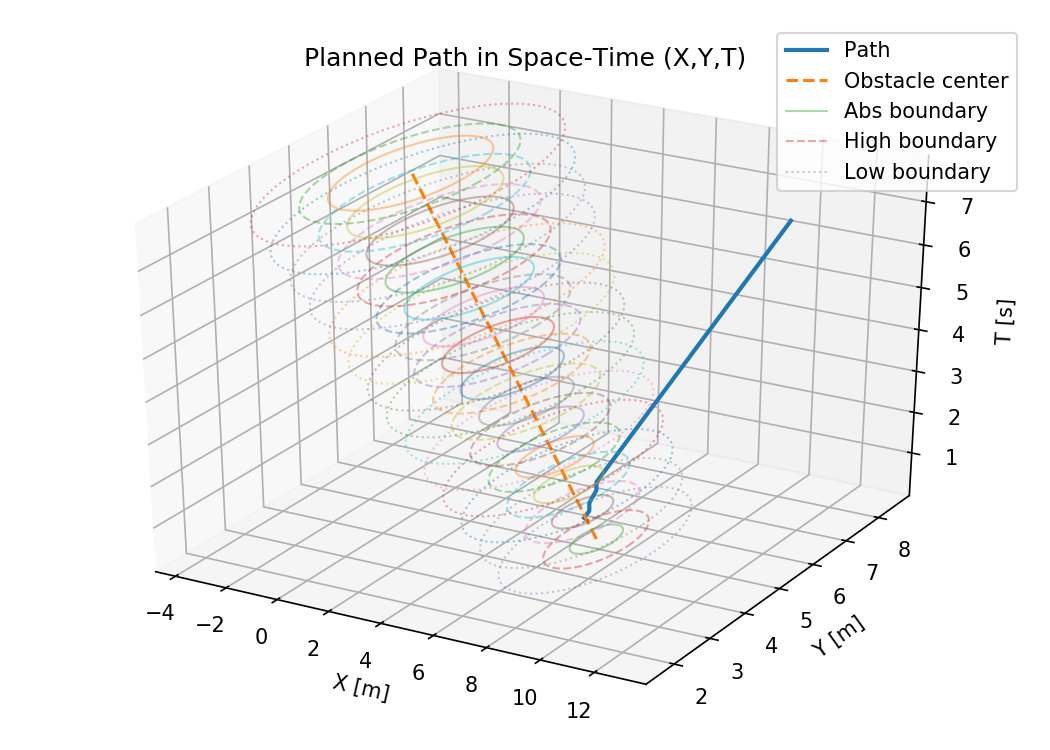 Planned Path in Space-Time (X,Y,T)
Path
Obstacle center
Abs boundary
High boundary
Low boundary
7
6
5
4
3
2
1
T [s]
−4
−2
0
2
4
6
8
10
12
X [m]
2
3
4
5
6
7
8
Y [m]